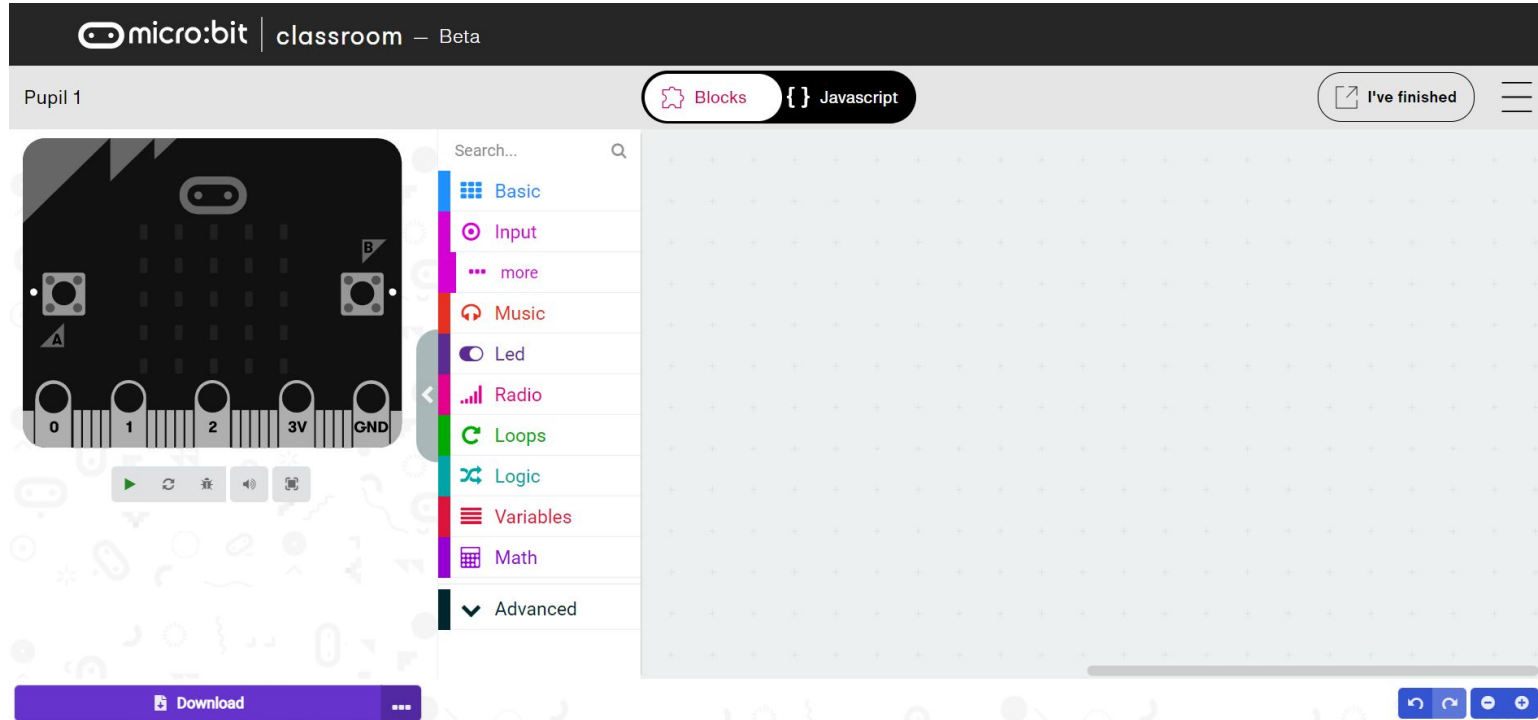 micro:bit | classroom – Beta
Pupil 1
Blocks
{ } Javascript
I've finished
Search...
Basic
Input
more
Music
Led
Radio
Loops
Logic
Variables
Math
Advanced
B
A
0 1 2 3V GND
Download